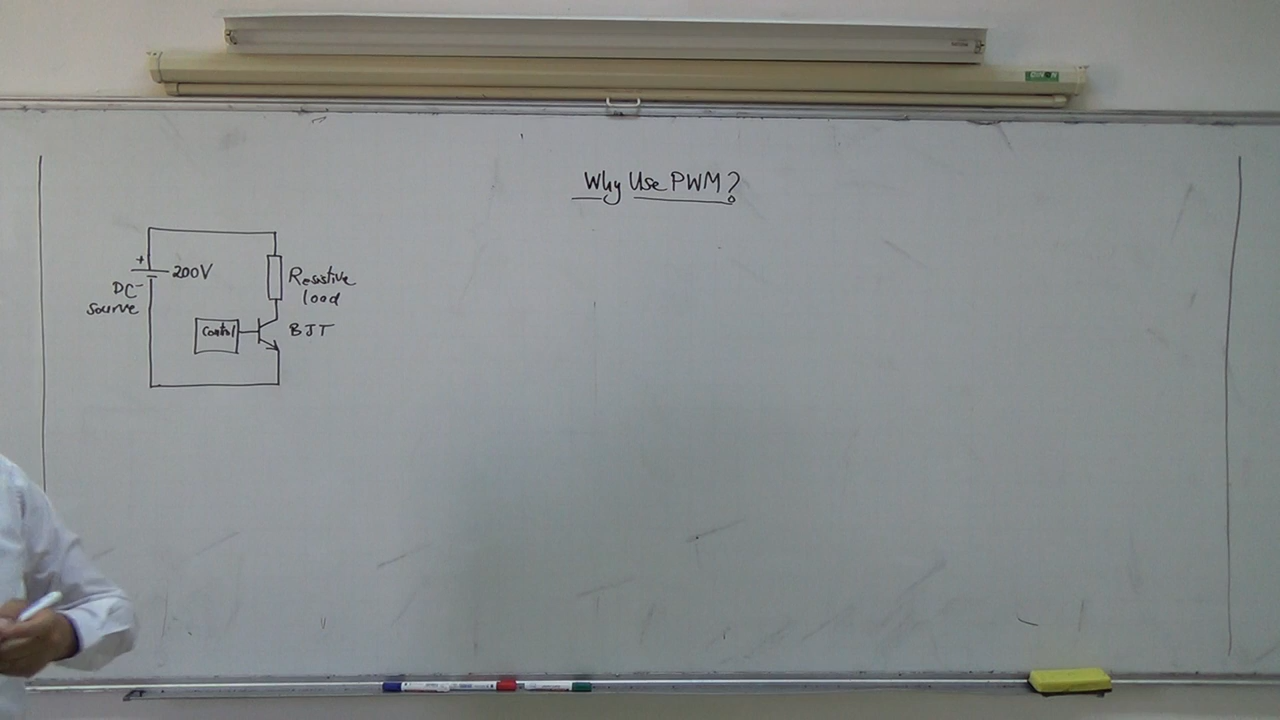 Why Use PWM?
+
200V
DC
source
Resistive
load
Control
BJT